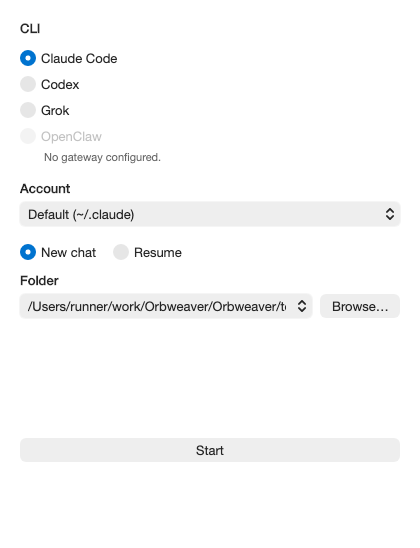 CLI
Claude Code
Codex
Grok
OpenClaw
No gateway configured.
Account
Default (~/.claude)
New chat Resume
Folder
/Users/runner/work/Orbweaver/Orbweaver/t Browse…
Start